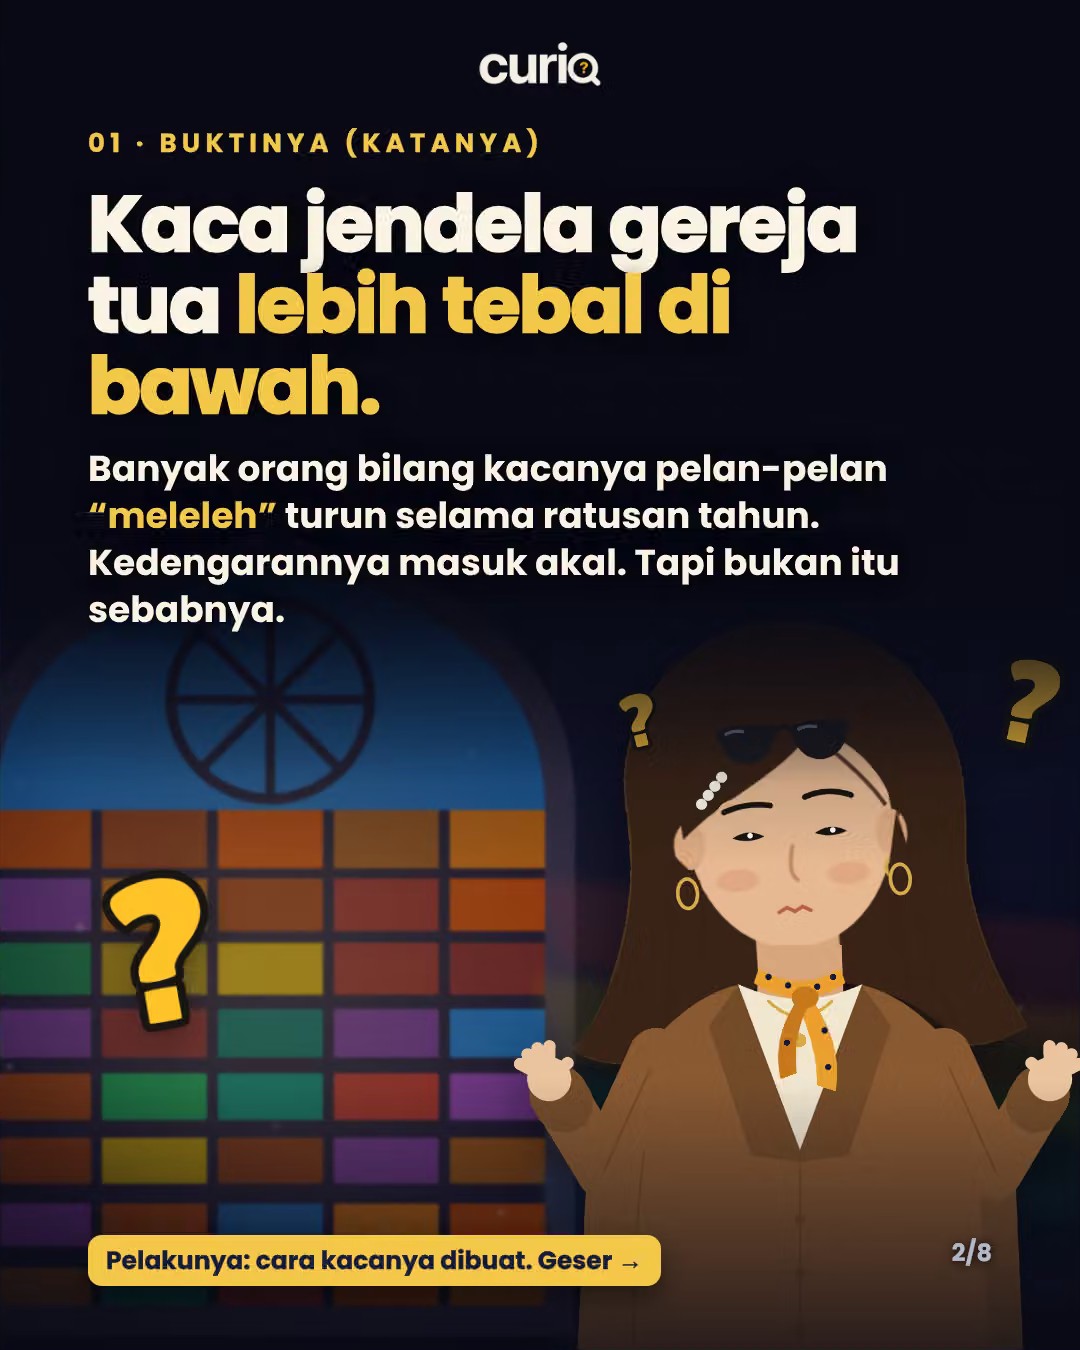 curio
01 · BUKTINYA (KATANYA)
Kaca jendela gereja
tua lebih tebal di
bawah.
Banyak orang bilang kacanya pelan-pelan
“meleleh” turun selama ratusan tahun.
Kedengarannya masuk akal. Tapi bukan itu
sebabnya.
?
?
?
Pelakunya: cara kacanya dibuat. Geser →
2/8